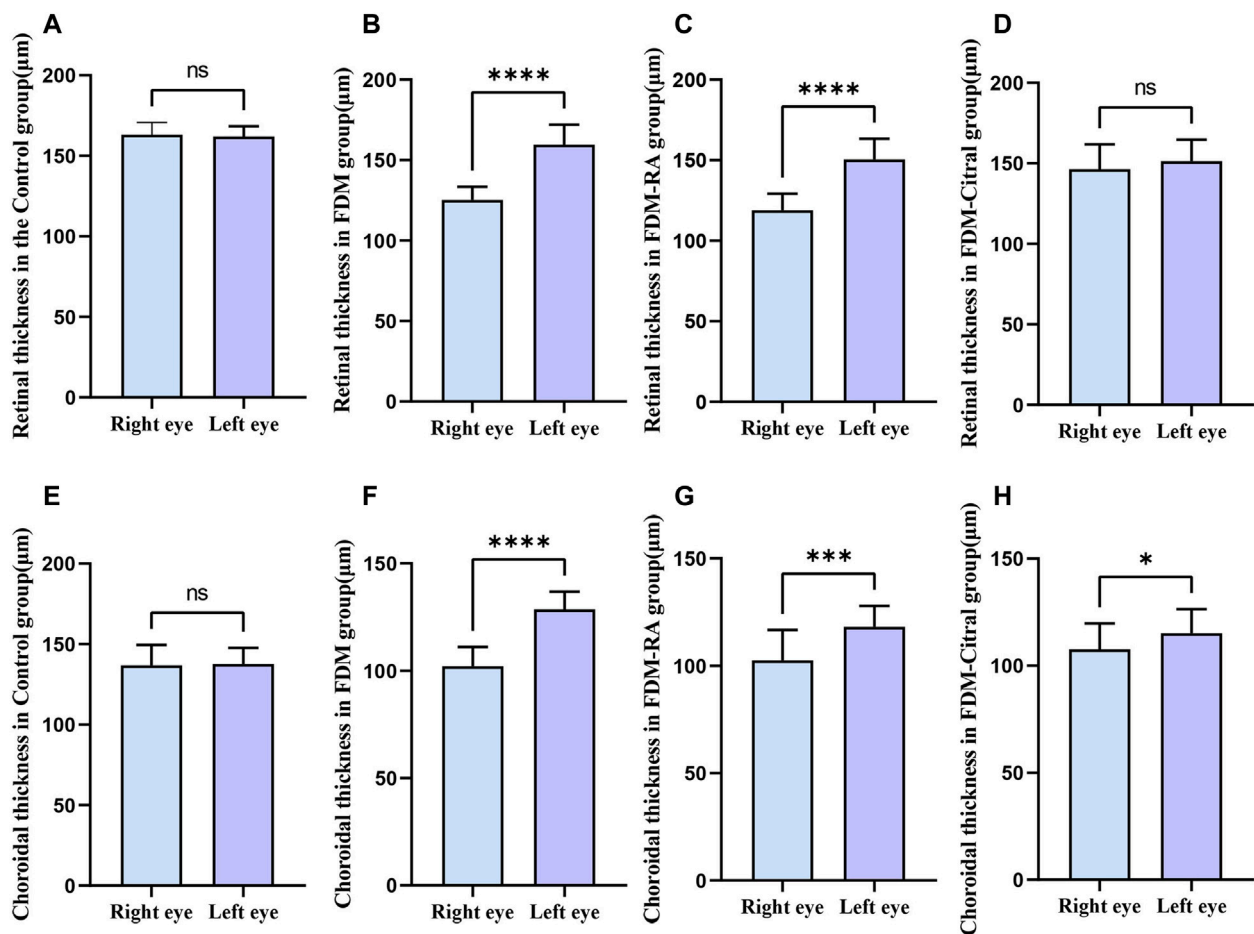 A
Retinal thickness in the Control group(μm)
200
150
100
50
0
ns
Right eye Left eye
B
Retinal thickness in FDM group(μm)
200
150
100
50
0
****
Right eye Left eye
C
Retinal thickness in FDM-RA group(μm)
200
150
100
50
0
****
Right eye Left eye
D
Retinal thickness in FDM-Citral group(μm)
200
150
100
50
0
ns
Right eye Left eye
E
Choroidal thickness in Control group(μm)
200
150
100
50
0
ns
Right eye Left eye
F
Choroidal thickness in FDM group(μm)
150
100
50
0
****
Right eye Left eye
G
Choroidal thickness in FDM-RA group(μm)
150
100
50
0
***
Right eye Left eye
H
Choroidal thickness in FDM-Citral group(μm)
150
100
50
0
*
Right eye Left eye